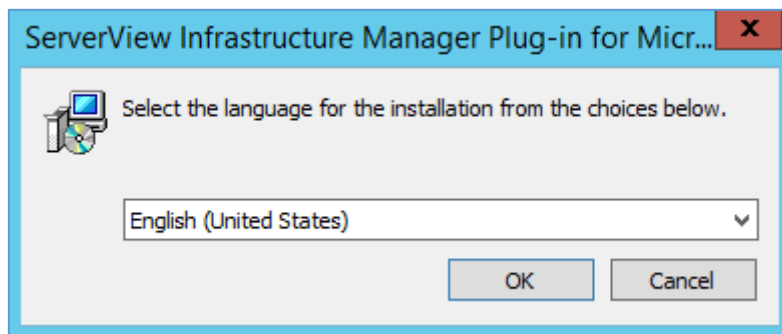 ServerView Infrastructure Manager Plug-in for Micr... x
Select the language for the installation from the choices below.
English (United States)
OK Cancel